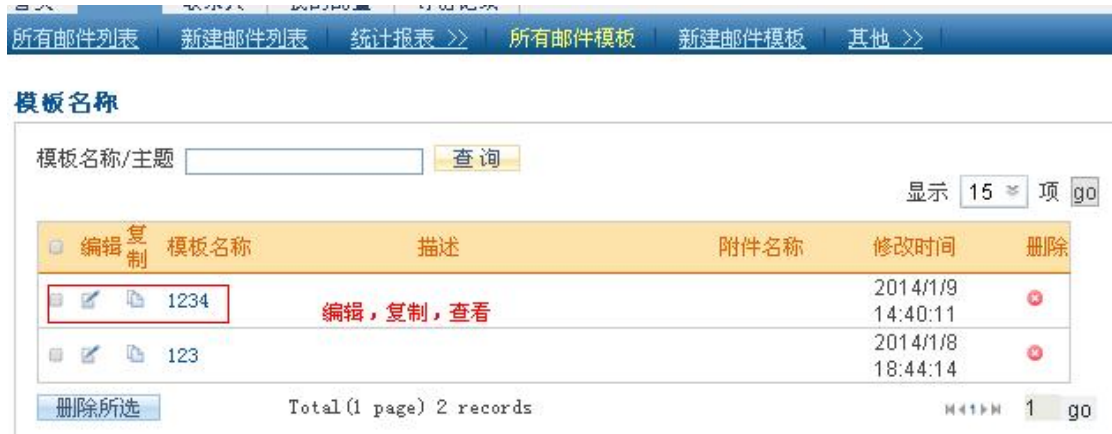 所有邮件列表 新建邮件列表 统计报表 >> 所有邮件模板 新建邮件模板 其他 >>
模板名称
模板名称/主题 查询
显示 15 项 go
编辑 复制 模板名称 描述 附件名称 修改时间 删除
1234 编辑，复制，查看 2014/1/9 14:40:11
123 2014/1/8 18:44:14
删除所选 Total(1 page) 2 records 1 1 go